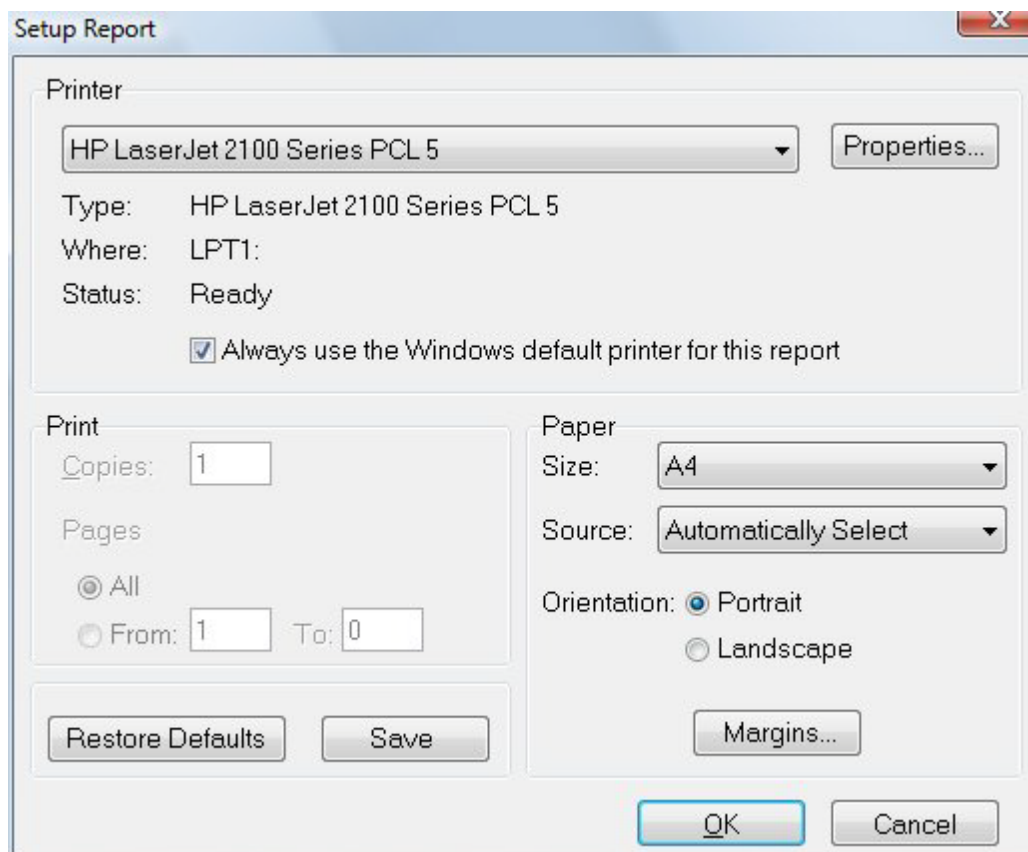 Setup Report
X
Printer
HP LaserJet 2100 Series PCL 5
Properties...
Type: HP LaserJet 2100 Series PCL 5
Where: LPT1:
Status: Ready
Always use the Windows default printer for this report
Print
Copies: 1
Pages
All
From: 1 To: 0
Restore Defaults
Save
Paper
Size: A4
Source: Automatically Select
Orientation: Portrait
Landscape
Margins...
OK
Cancel